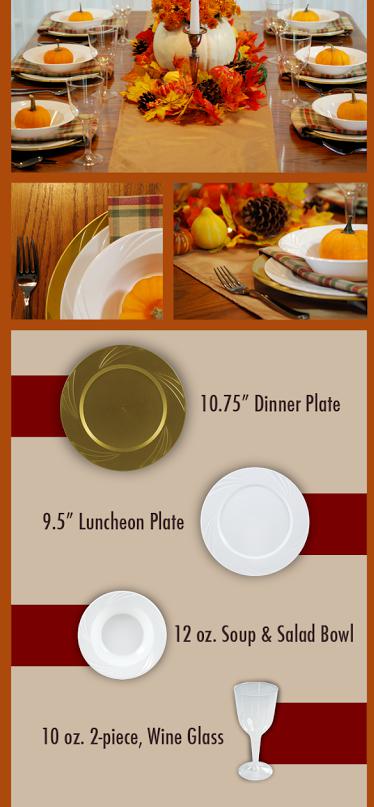 10.75” Dinner Plate
9.5” Luncheon Plate
12 oz. Soup & Salad Bowl
10 oz. 2-piece, Wine Glass